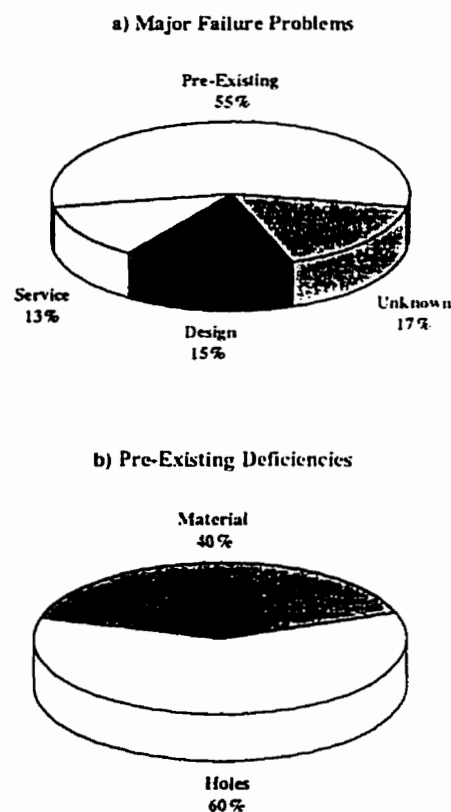 a) Major Failure Problems
Pre-Existing
55%
Service
13%
Design
15%
Unknown
17%
b) Pre-Existing Deficiencies
Material
40%
Holes
60%